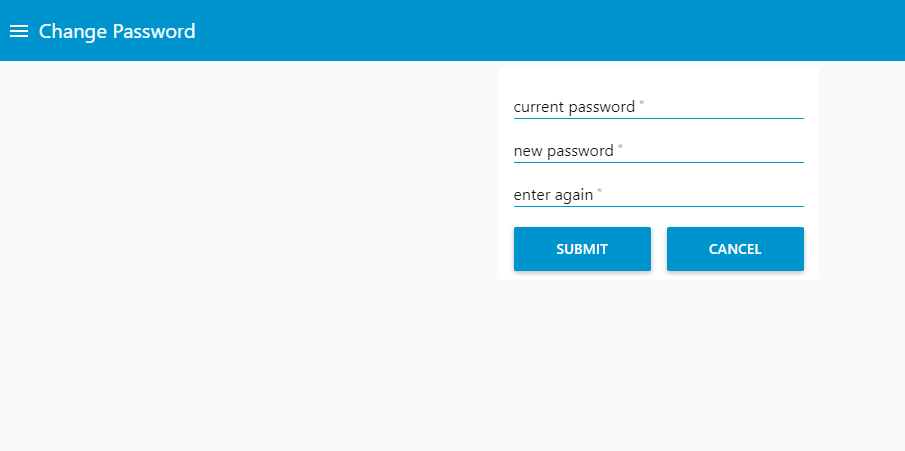 Change Password
current password *
new password *
enter again *
SUBMIT CANCEL